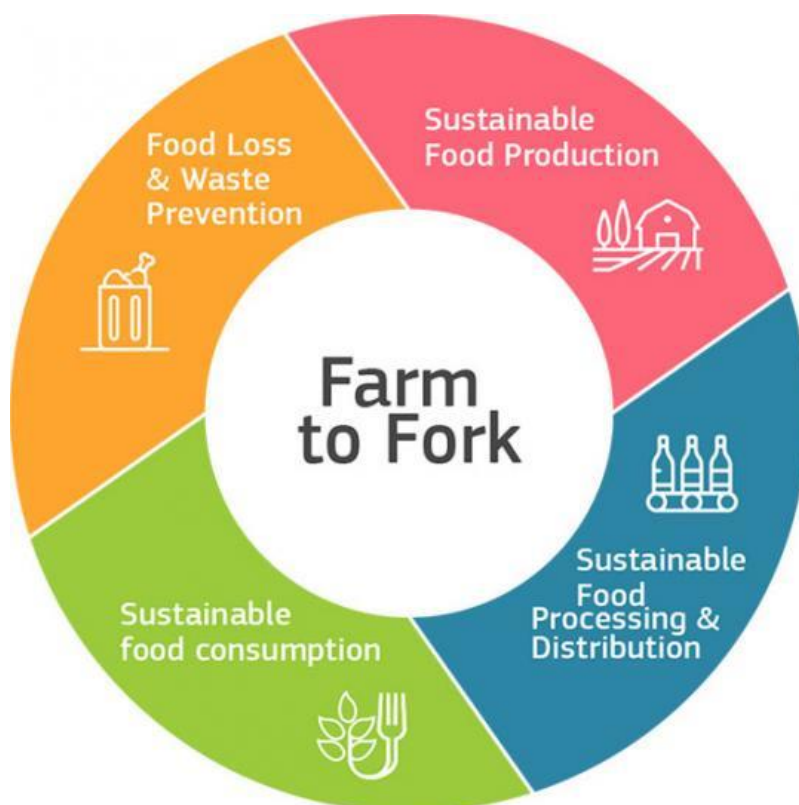 Food Loss
& Waste
Prevention
Sustainable
Food Production
Farm
to Fork
Sustainable
Food
Processing &
Distribution
Sustainable
food consumption